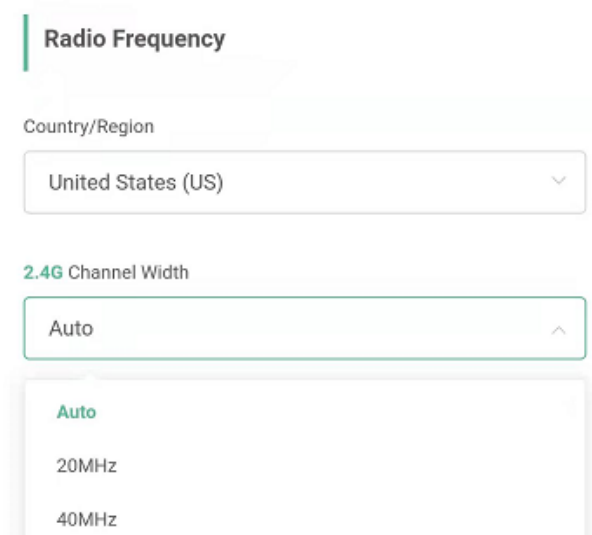 Radio Frequency
Country/Region
United States (US)
2.4G Channel Width
Auto
Auto
20MHz
40MHz